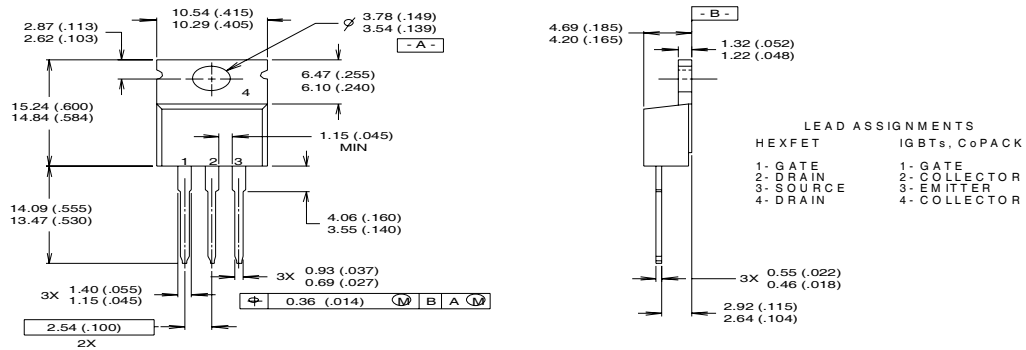 10.54 (.415)
10.29 (.405)
2.87 (.113)
2.62 (.103)
ø 3.78 (.149)
3.54 (.139)
- A -
4
6.47 (.255)
6.10 (.240)
15.24 (.600)
14.84 (.584)
1.15 (.045)
MIN
1 2 3
14.09 (.555)
13.47 (.530)
4.06 (.160)
3.55 (.140)
3X 0.93 (.037)
0.69 (.027)
3X 1.40 (.055)
1.15 (.045)
⌖ 0.36 (.014) Ⓜ B A Ⓜ
2.54 (.100)
2X
- B -
4.69 (.185)
4.20 (.165)
1.32 (.052)
1.22 (.048)
3X 0.55 (.022)
0.46 (.018)
2.92 (.115)
2.64 (.104)
LEAD ASSIGNMENTS
HEXFET IGBTs, CoPACK
1- GATE 1- GATE
2- DRAIN 2- COLLECTOR
3- SOURCE 3- EMITTER
4- DRAIN 4- COLLECTOR